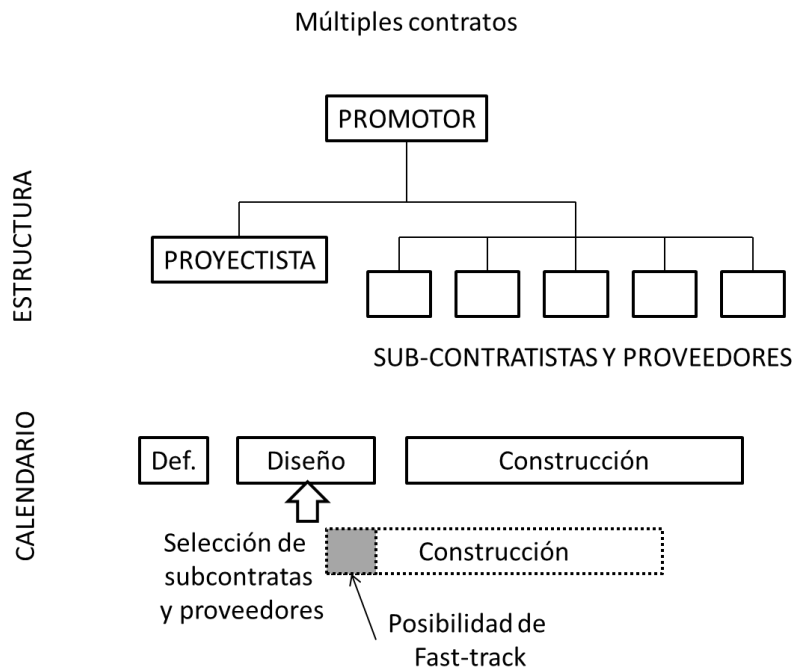 Múltiples contratos
PROMOTOR
ESTRUCTURA
PROYECTISTA
SUB-CONTRATISTAS Y PROVEEDORES
CALENDARIO
Def.
Diseño
Construcción
Selección de
subcontratas
y proveedores
Construcción
Posibilidad de
Fast-track